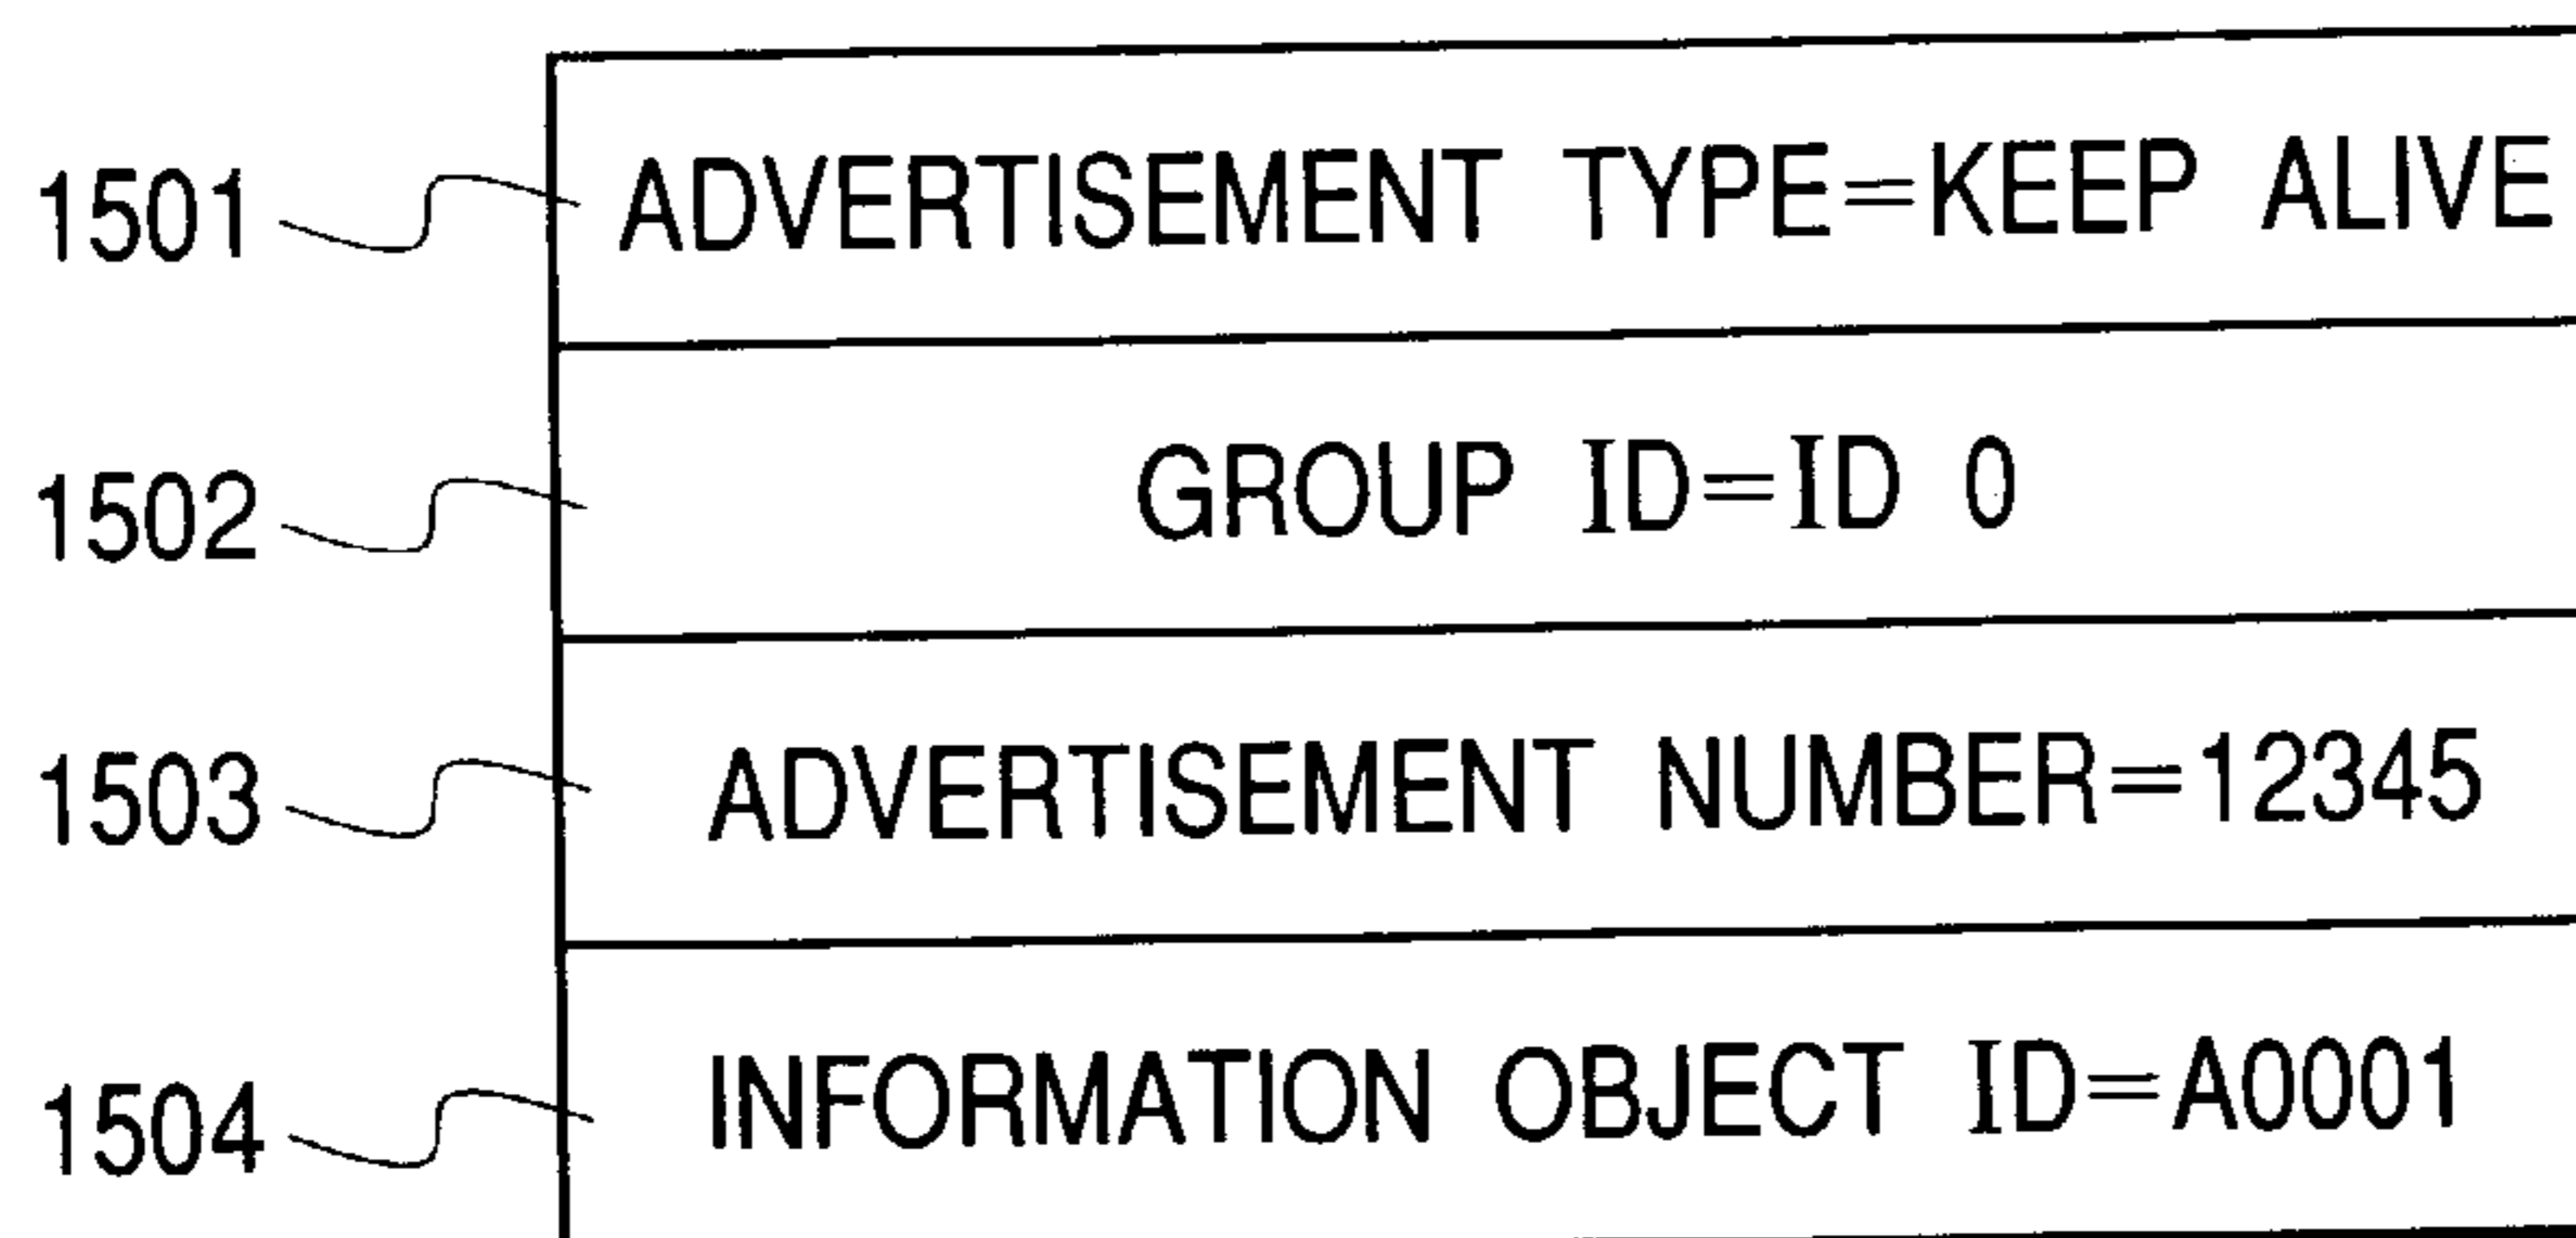 1501 ADVERTISEMENT TYPE=KEEP ALIVE
1502 GROUP ID=ID 0
1503 ADVERTISEMENT NUMBER=12345
1504 INFORMATION OBJECT ID=A0001